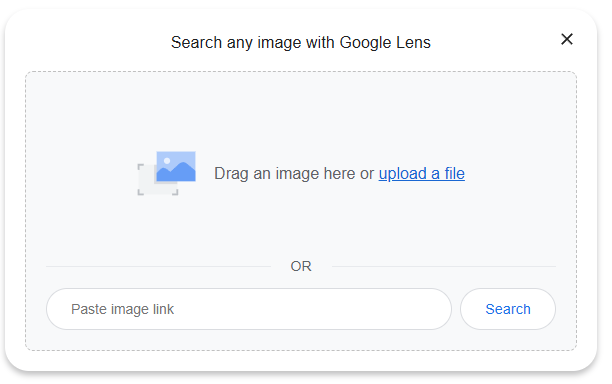 Search any image with Google Lens
Drag an image here or upload a file
OR
Paste image link
Search